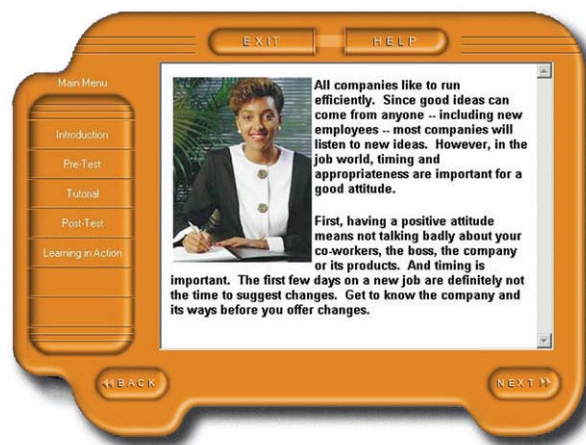 EXIT
HELP
Main Menu
Introduction
Pre-Test
Tutorial
Post-Test
Learning in Action
All companies like to run
efficiently.  Since good ideas can
come from anyone -- including new
employees -- most companies will
listen to new ideas.  However, in the
job world, timing and
appropriateness are important for a
good attitude.
First, having a positive attitude
means not talking badly about your
co-workers, the boss, the company
or its products.  And timing is
important.  The first few days on a new job are definitely not
the time to suggest changes.  Get to know the company and
its ways before you offer changes.
BACK
NEXT